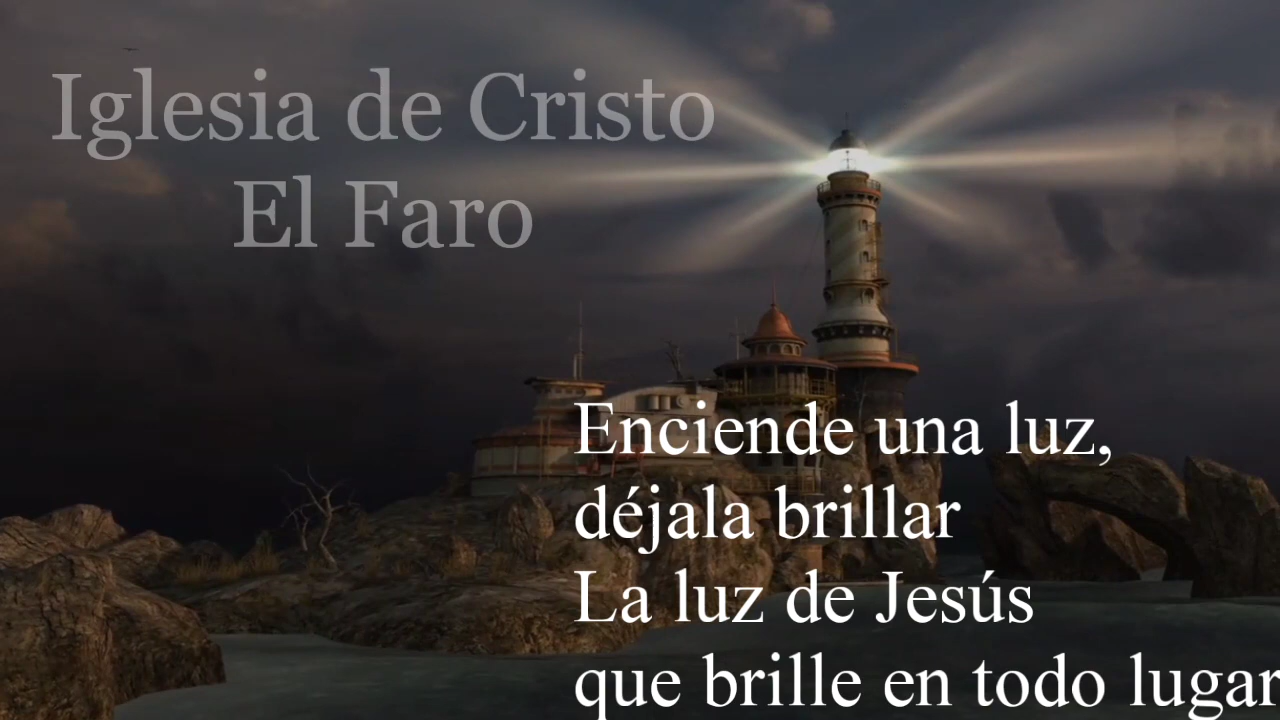 Iglesia de Cristo
El Faro
Enciende una luz,
déjala brillar
La luz de Jesús
que brille en todo lugar